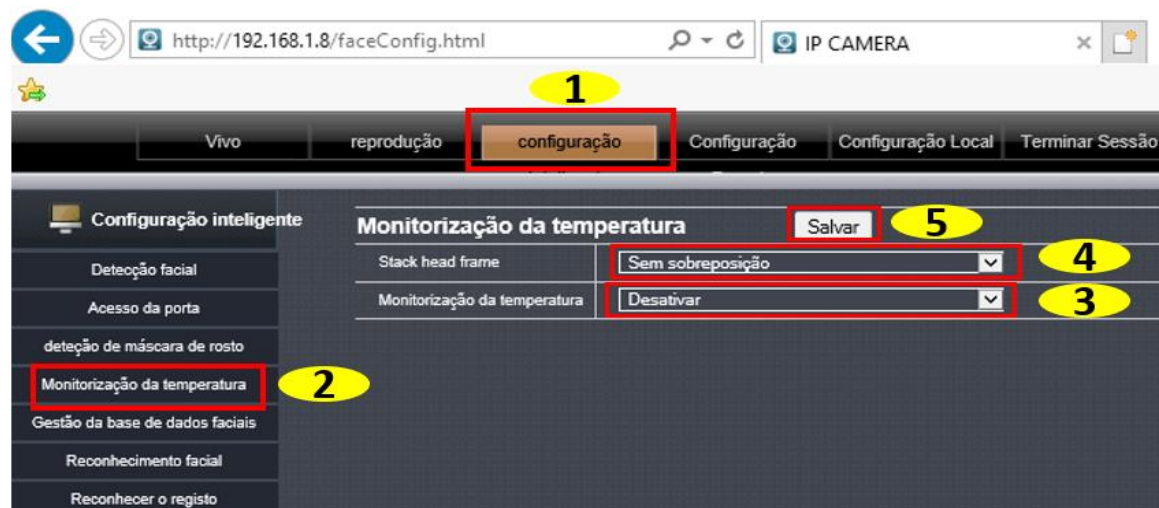 http://192.168.1.8/faceConfig.html
IP CAMERA
1
Vivo
reprodução
configuração
Configuração
Configuração Local
Terminar Sessão
Configuração inteligente
Monitorização da temperatura
Salvar
5
Stack head frame
Sem sobreposição
4
Monitorização da temperatura
Desativar
3
Detecção facial
Acesso da porta
deteção de máscara de rosto
Monitorização da temperatura
2
Gestão da base de dados faciais
Reconhecimento facial
Reconhecer o registo